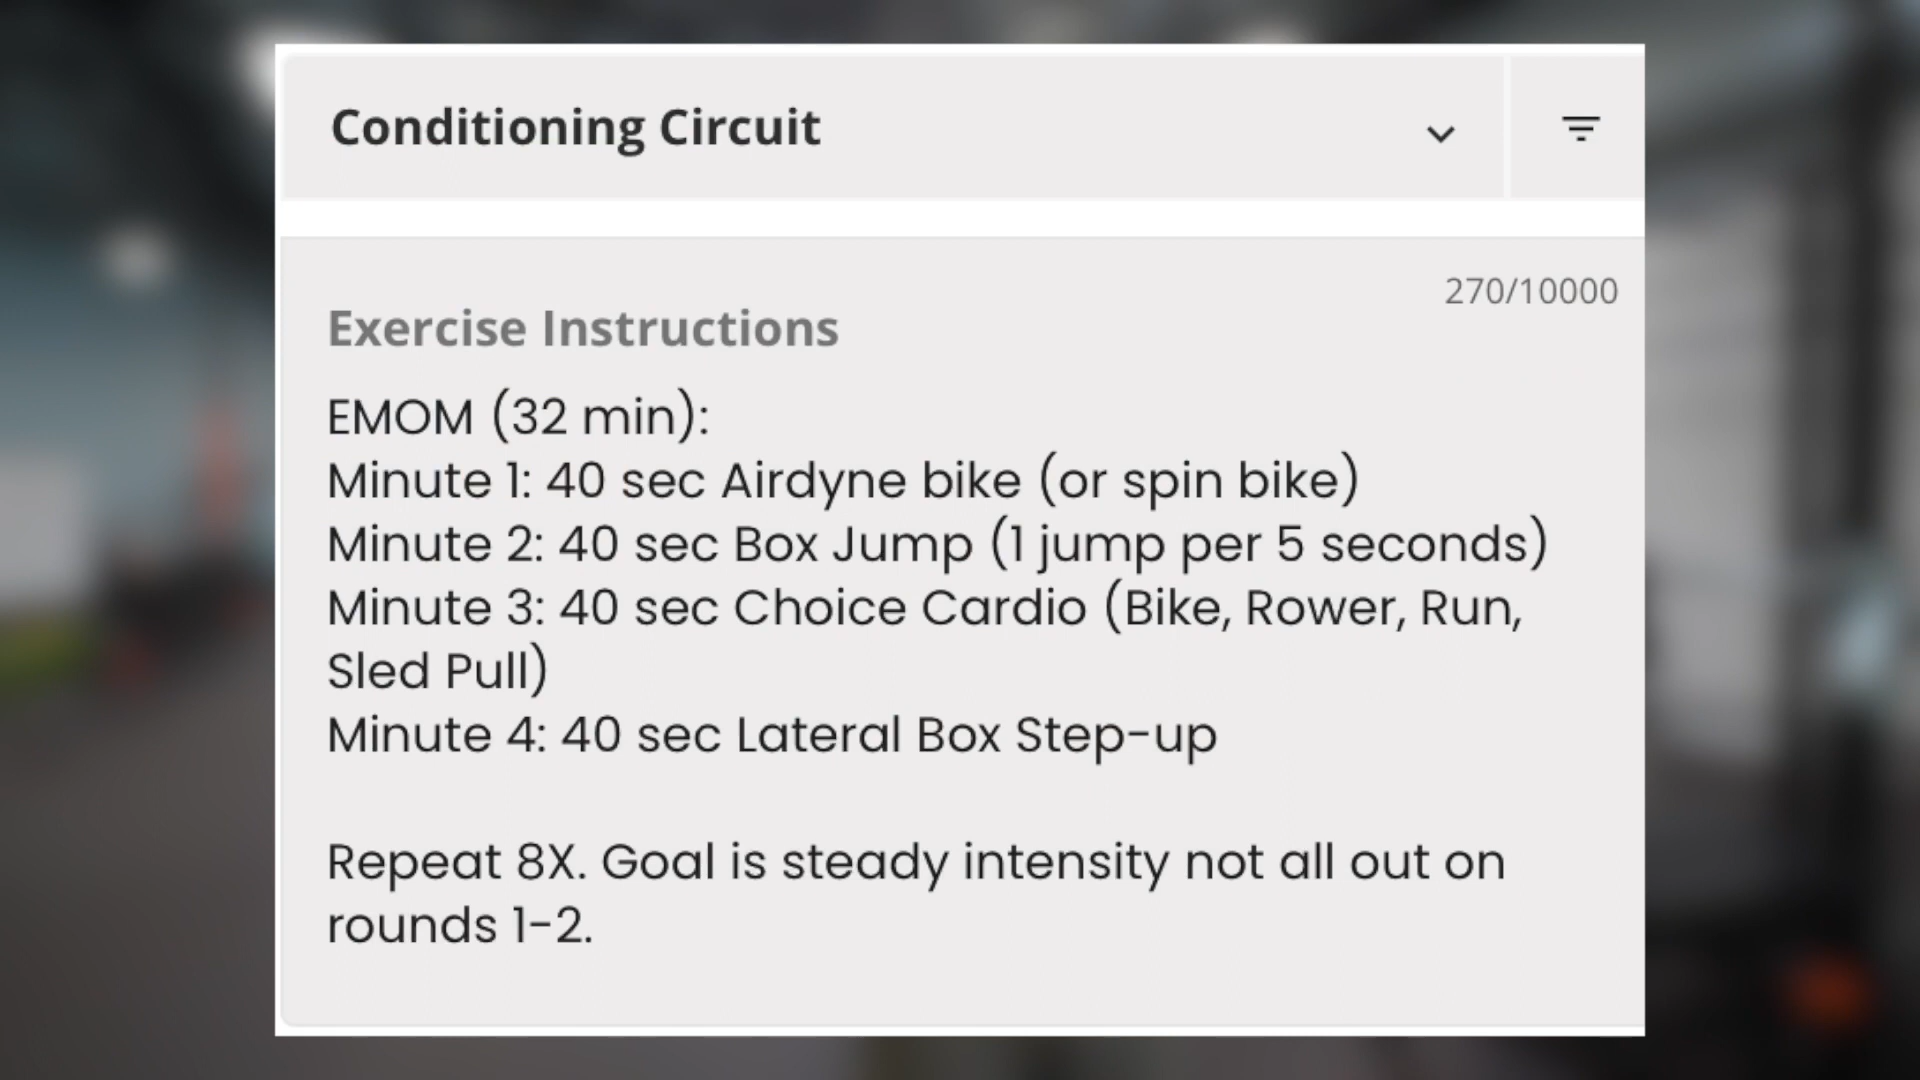 Conditioning Circuit
270/10000
Exercise Instructions
EMOM (32 min):
Minute 1: 40 sec Airdyne bike (or spin bike)
Minute 2: 40 sec Box Jump (1 jump per 5 seconds)
Minute 3: 40 sec Choice Cardio (Bike, Rower, Run,
Sled Pull)
Minute 4: 40 sec Lateral Box Step-up
Repeat 8X. Goal is steady intensity not all out on
rounds 1-2.